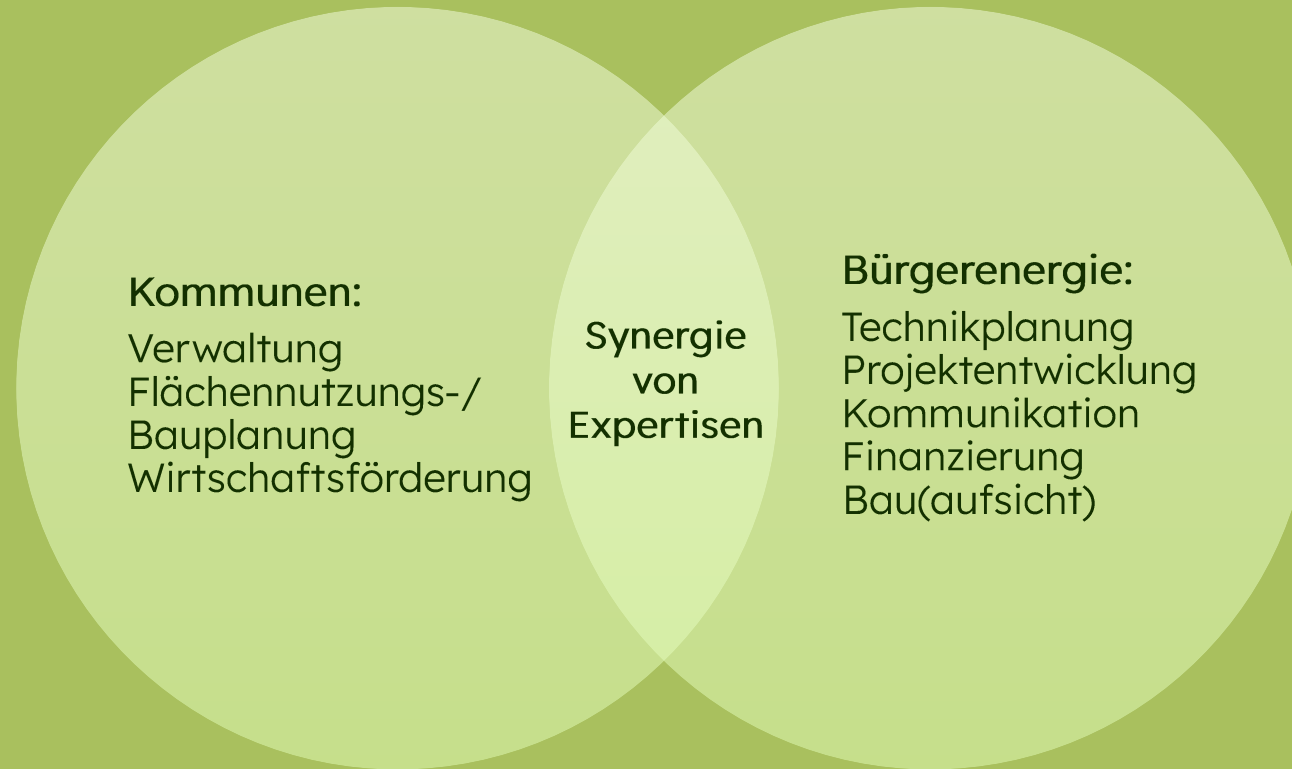 Kommunen:
Verwaltung
Flächennutzungs-/
Bauplanung
Wirtschaftsförderung
Synergie
von
Expertisen
Bürgerenergie:
Technikplanung
Projektentwicklung
Kommunikation
Finanzierung
Bau(aufsicht)